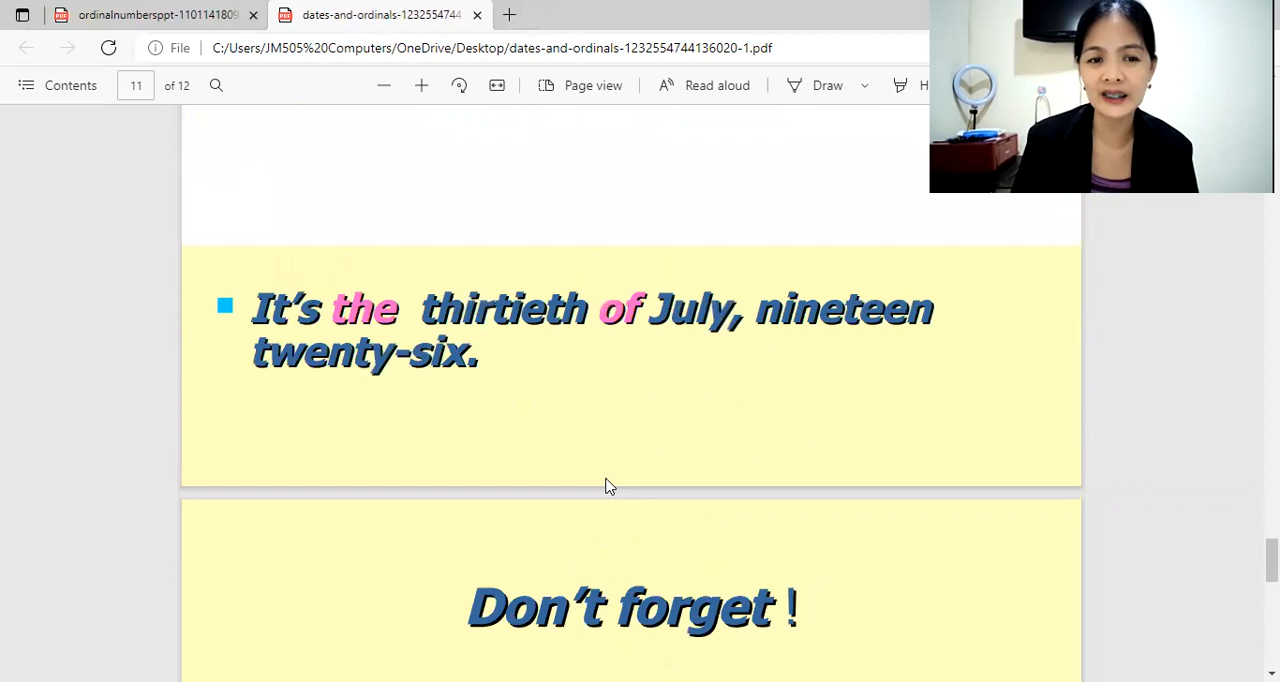 ordinalnumbersppt-1101141809
dates-and-ordinals-1232554744
File
C:/Users/JM505%20Computers/OneDrive/Desktop/dates-and-ordinals-1232554744136020-1.pdf
Contents
11 of 12
Page view
Read aloud
Draw
H
It's the thirtieth of July, nineteen
twenty-six.
Don't forget !